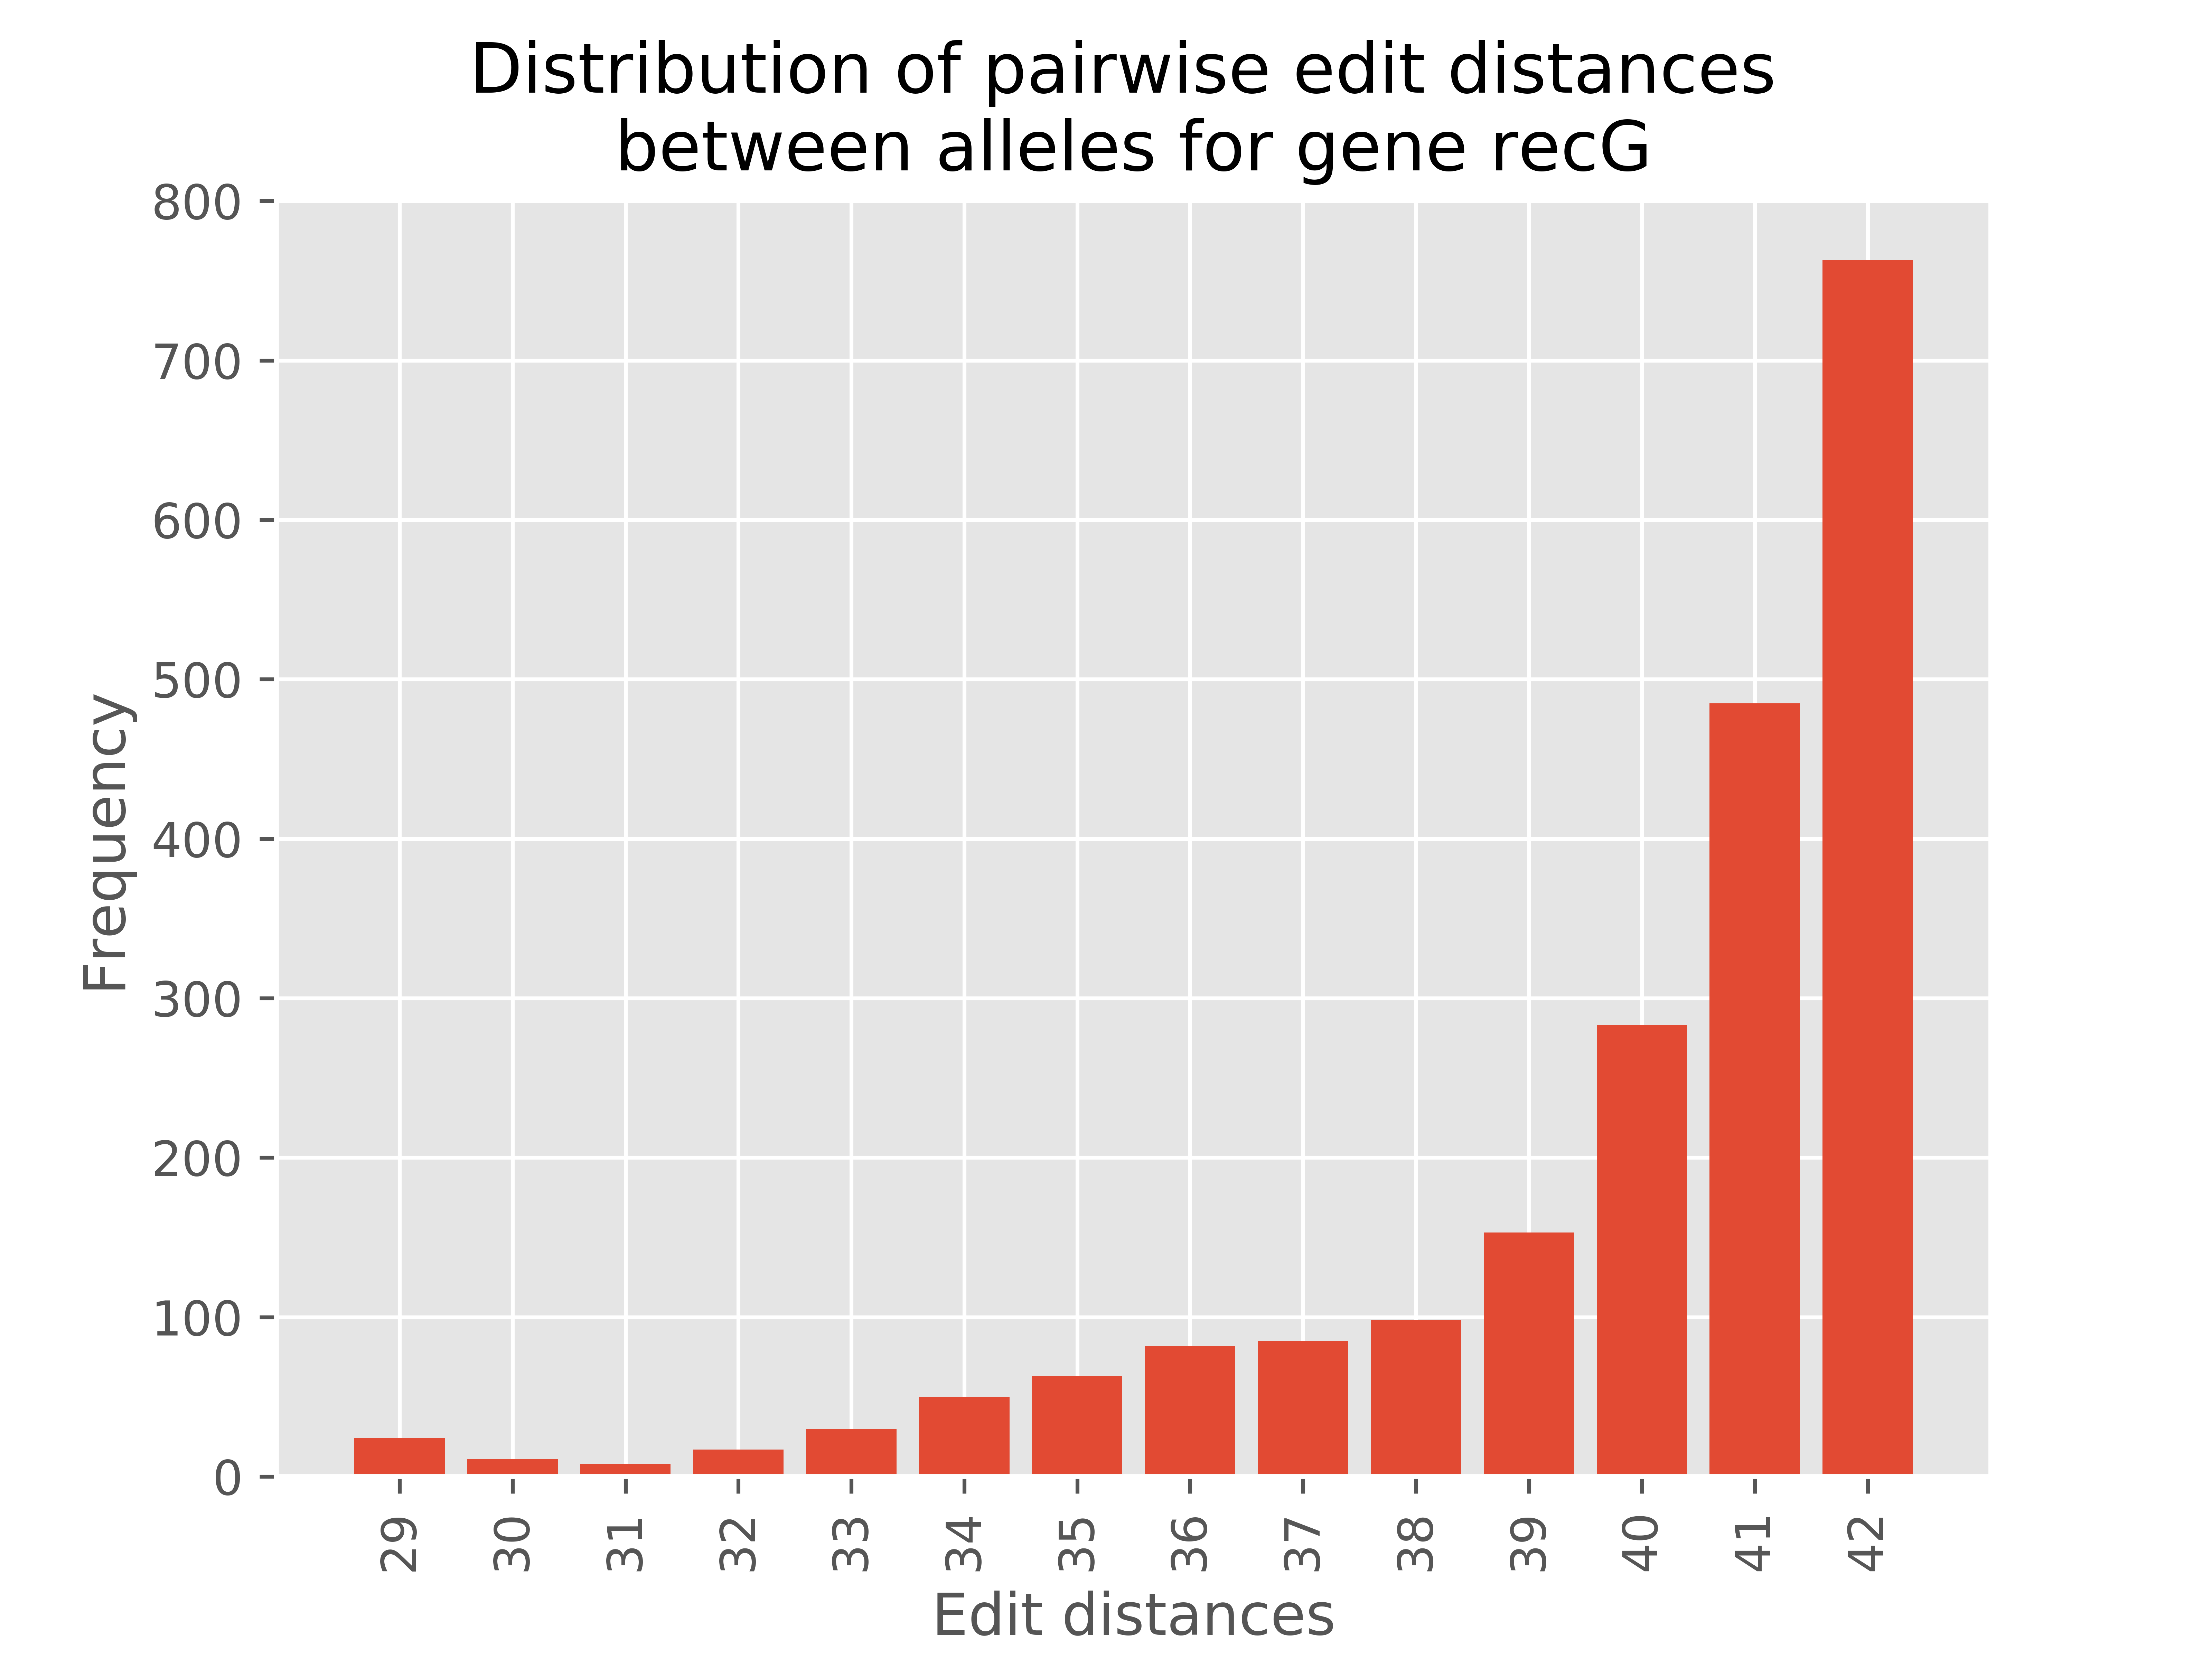 Distribution of pairwise edit distances
between alleles for gene recG
800
700
600
500
400
300
200
100
0
Frequency
29 30 31 32 33 34 35 36 37 38 39 40 41 42
Edit distances